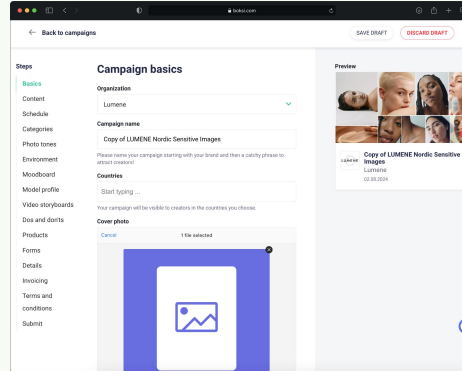 boksi.com
Back to campaigns
SAVE DRAFT
DISCARD DRAFT
Steps
Basics
Content
Schedule
Categories
Photo tones
Environment
Moodboard
Model profile
Video storyboards
Dos and don'ts
Products
Forms
Details
Invoicing
Terms and
conditions
Submit
Campaign basics
Organization
Lumene
Campaign name
Copy of LUMENE Nordic Sensitive Images
Please name your campaign starting with your brand and then a catchy phrase to
attract creators!
Countries
Start typing ...
Your campaign will be visible to creators in the countries you choose.
Cover photo
Cancel
1 file selected
Preview
LUMENE
Copy of LUMENE Nordic Sensitive
Images
Lumene
02.08.2024